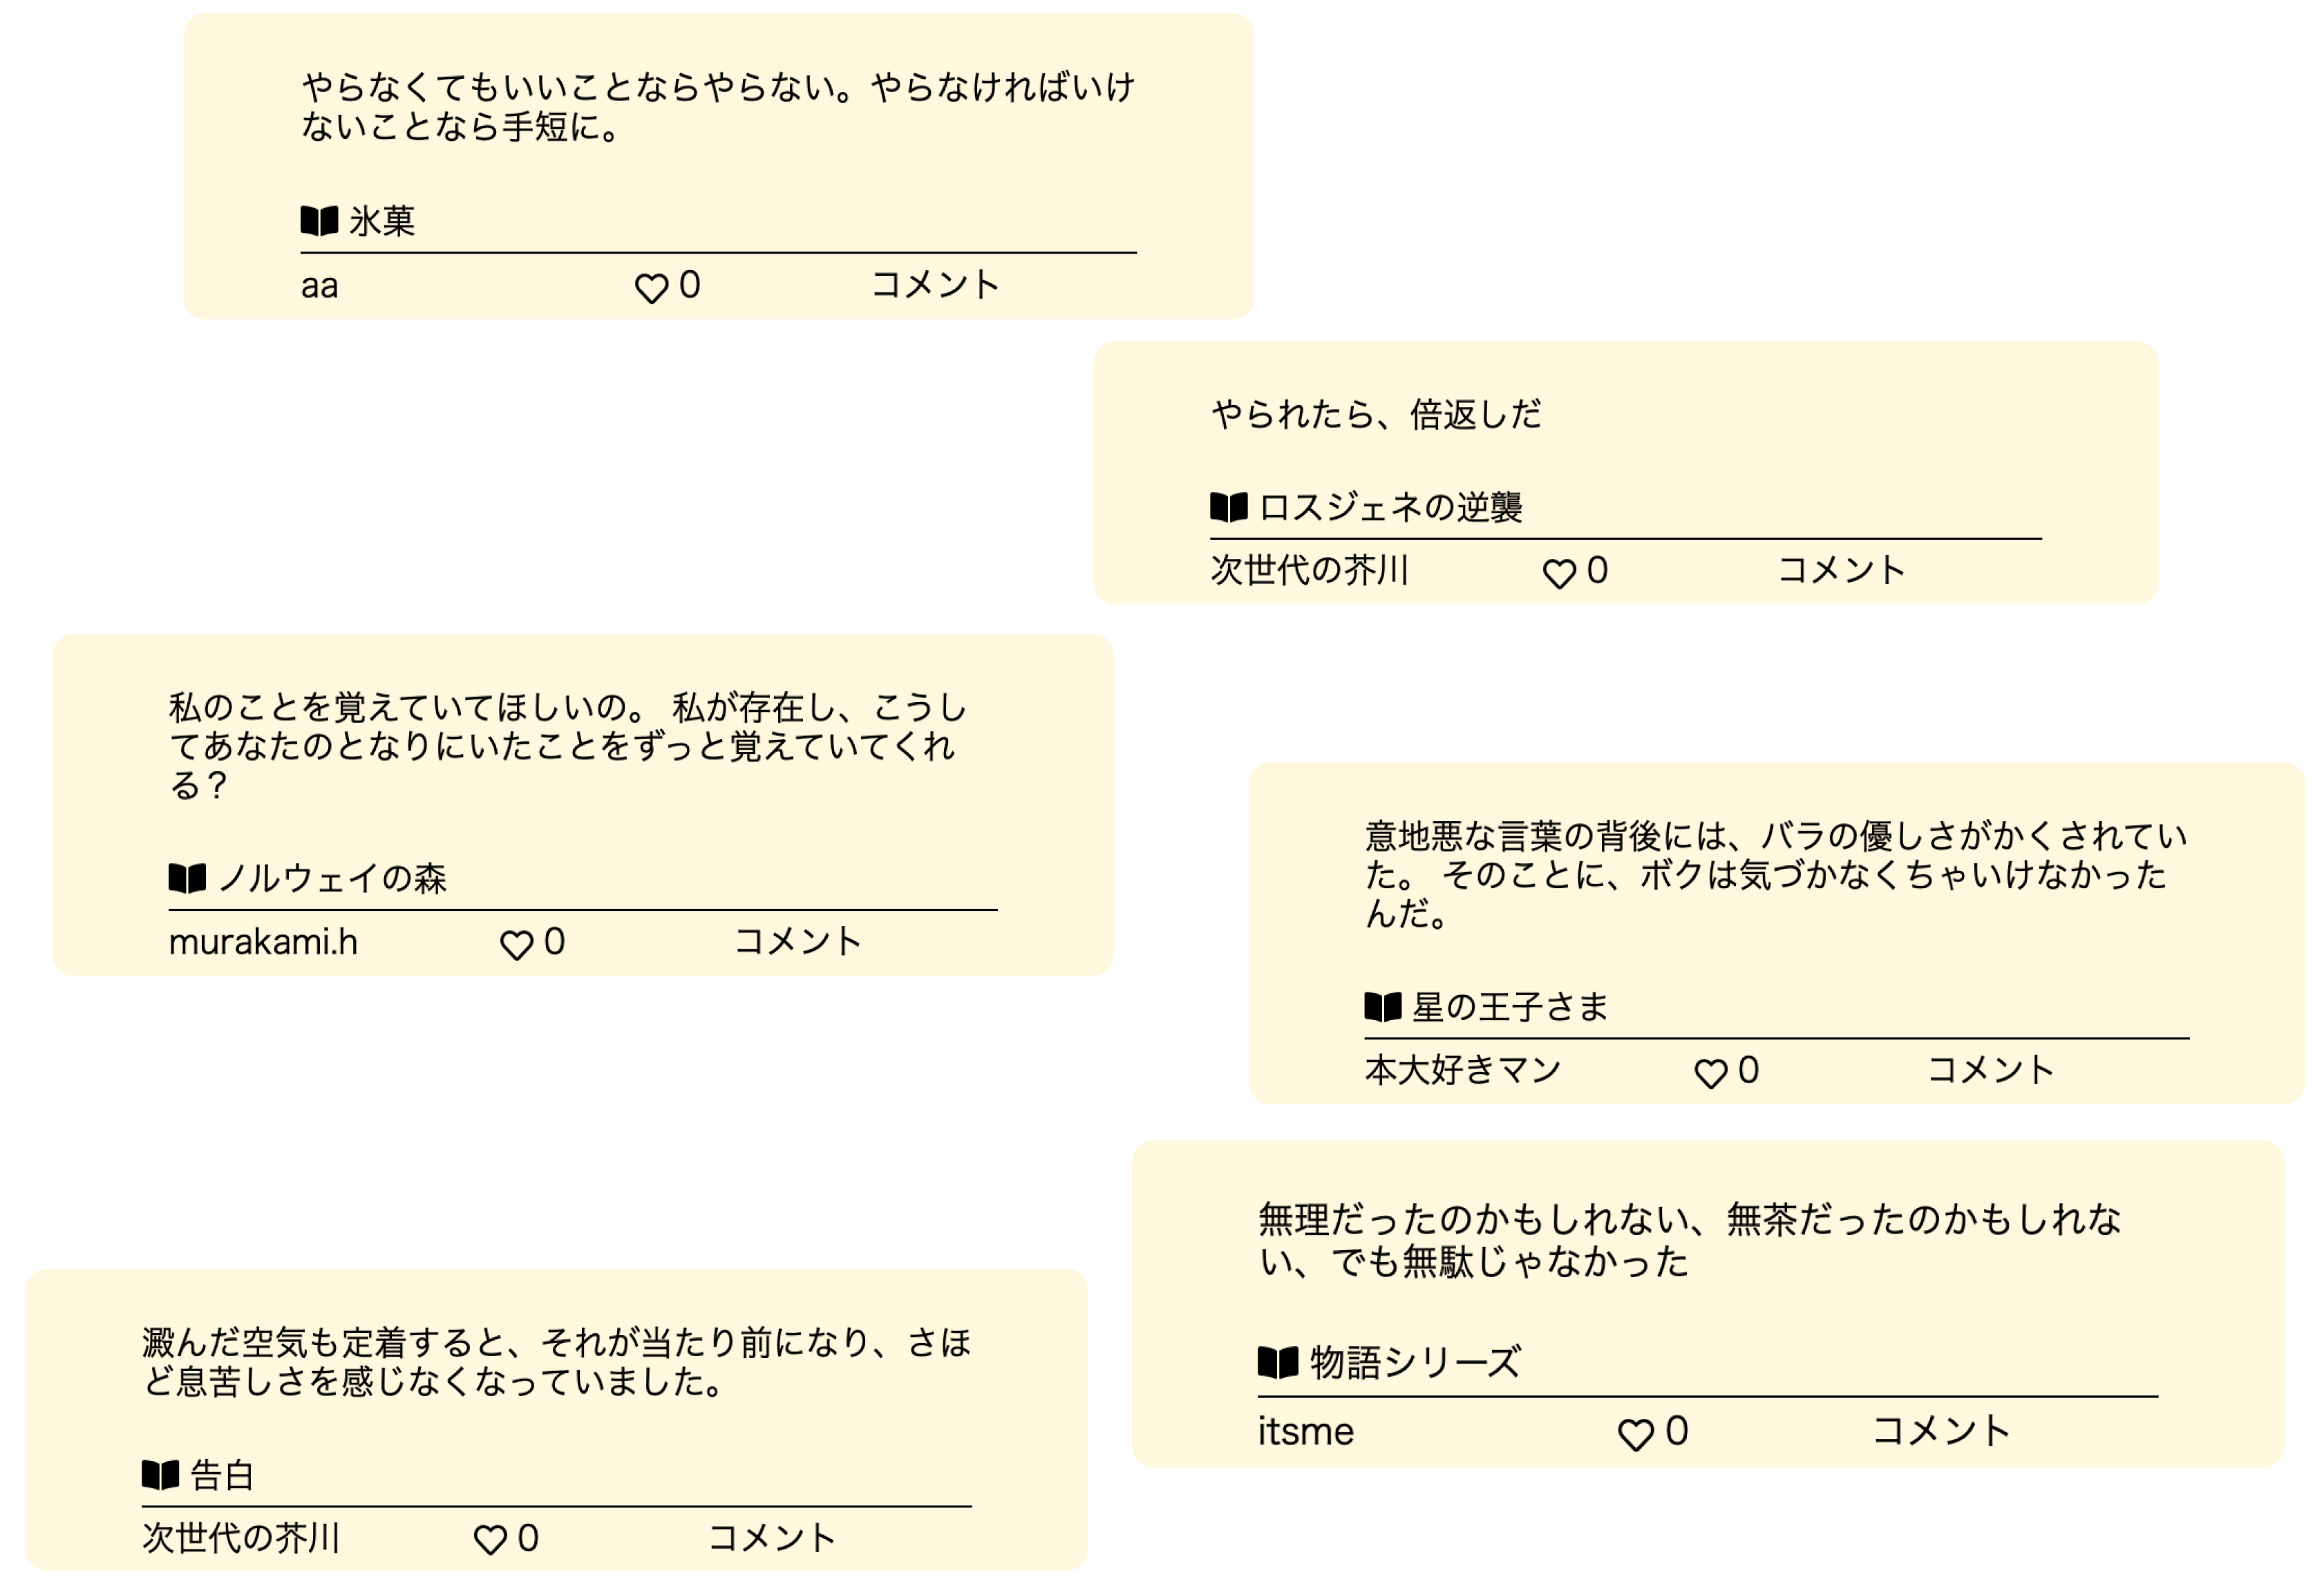 やらなくてもいいことならやらない。やらなければいけ
ないことなら手短に。
氷菓
aa 0 コメント
やられたら、倍返しだ
ロスジェネの逆襲
次世代の芥川 0 コメント
私のことを覚えていてほしいの。 私が存在し、こうし
てあなたのとなりにいたことをずっと覚えていてくれ
る？
ノルウェイの森
murakami.h 0 コメント
意地悪な言葉の背後には、バラの優しさがかくされてい
た。 そのことに、ボクは気づかなくちゃいけなかった
んだ。
星の王子さま
本大好きマン 0 コメント
無理だったのかもしれない、無茶だったのかもしれな
い、でも無駄じゃなかった
物語シリーズ
itsme 0 コメント
澱んだ空気も定着すると、それが当たり前になり、さほ
ど息苦しさを感じなくなっていました。
告白
次世代の芥川 0 コメント